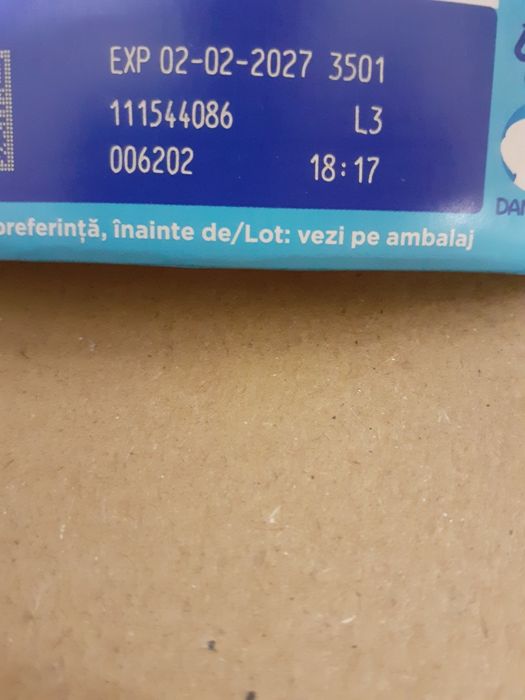 EXP 02-02-2027 3501
111544086 L3
006202 18:17
preferință, înainte de/Lot: vezi pe ambalaj